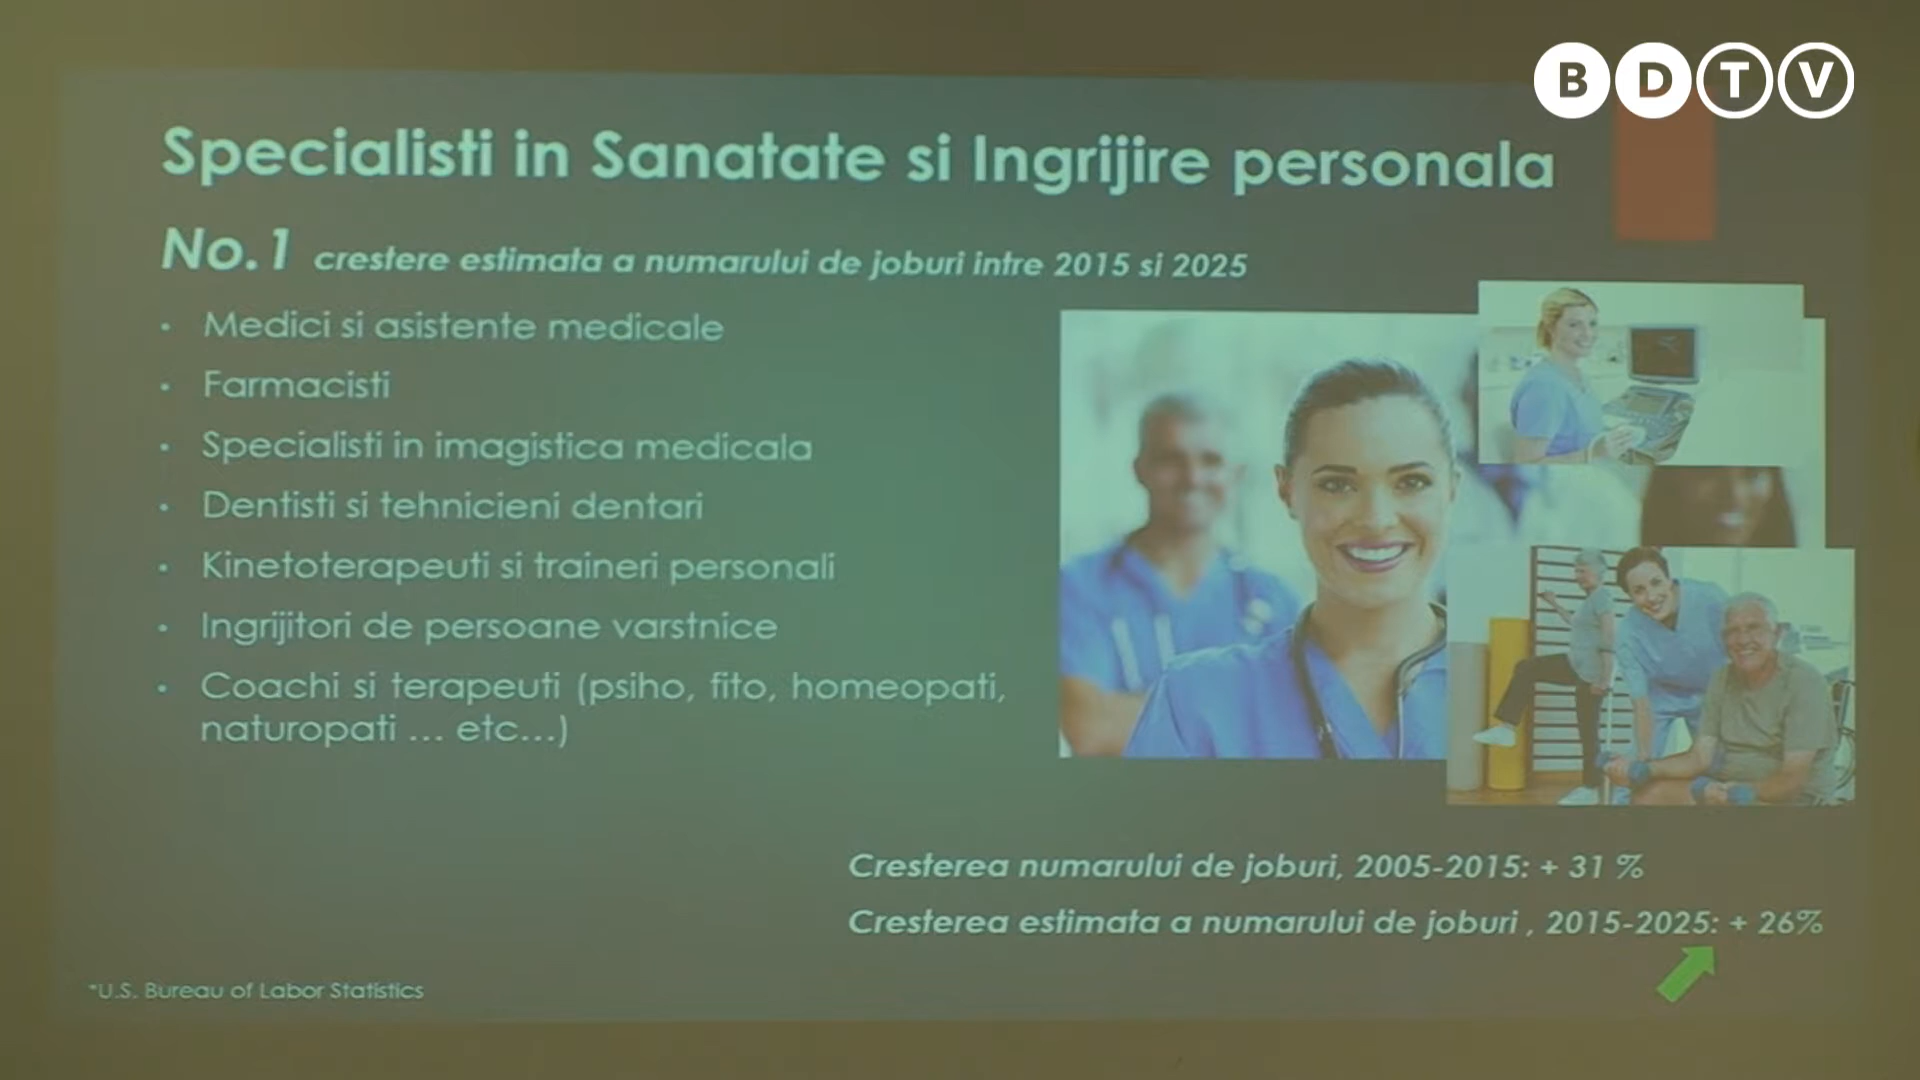 BDTV
Specialisti in Sanatate si Ingrijire personala
No.1 crestere estimata a numarului de joburi intre 2015 si 2025
• Medici si asistente medicale
• Farmacisti
• Specialisti in imagistica medicala
• Dentisti si tehnicieni dentari
• Kinetoterapeuti si traineri personali
• Ingrijitori de persoane varstnice
• Coachi si terapeuti (psiho, fito, homeopati,
naturopati ... etc...)
Cresterea numarului de joburi, 2005-2015: + 31 %
Cresterea estimata a numarului de joburi , 2015-2025: + 26%
*U.S. Bureau of Labor Statistics